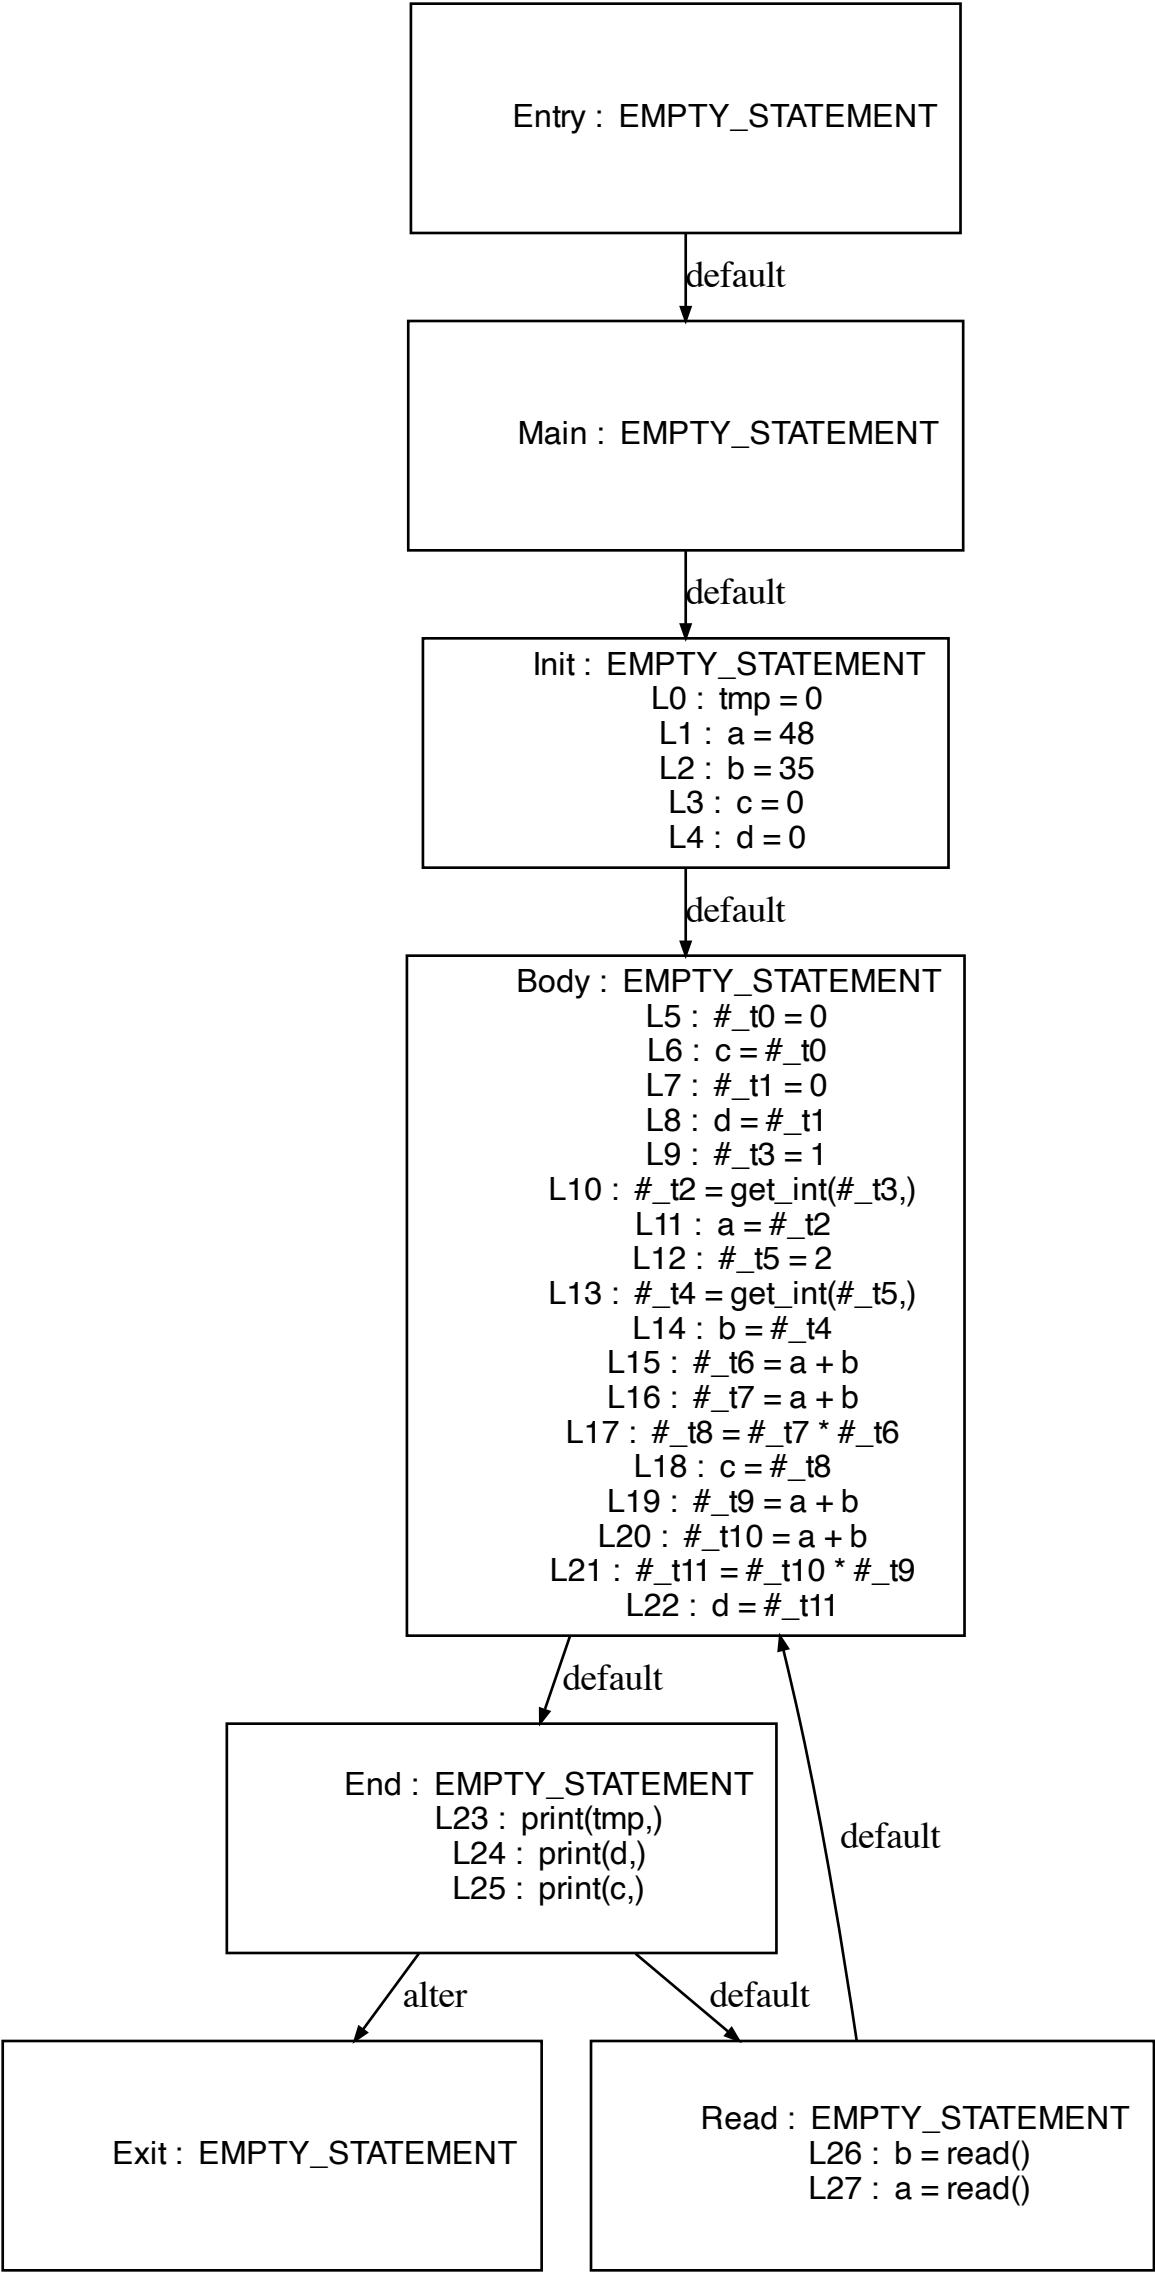 Entry : EMPTY_STATEMENT
default
Main : EMPTY_STATEMENT
default
Init : EMPTY_STATEMENT
L0 : tmp = 0
L1 : a = 48
L2 : b = 35
L3 : c = 0
L4 : d = 0
default
Body : EMPTY_STATEMENT
L5 : #_t0 = 0
L6 : c = #_t0
L7 : #_t1 = 0
L8 : d = #_t1
L9 : #_t3 = 1
L10 : #_t2 = get_int(#_t3,)
L11 : a = #_t2
L12 : #_t5 = 2
L13 : #_t4 = get_int(#_t5,)
L14 : b = #_t4
L15 : #_t6 = a + b
L16 : #_t7 = a + b
L17 : #_t8 = #_t7 * #_t6
L18 : c = #_t8
L19 : #_t9 = a + b
L20 : #_t10 = a + b
L21 : #_t11 = #_t10 * #_t9
L22 : d = #_t11
default
End : EMPTY_STATEMENT
L23 : print(tmp,)
L24 : print(d,)
L25 : print(c,)
default
alter
default
Exit : EMPTY_STATEMENT
Read : EMPTY_STATEMENT
L26 : b = read()
L27 : a = read()